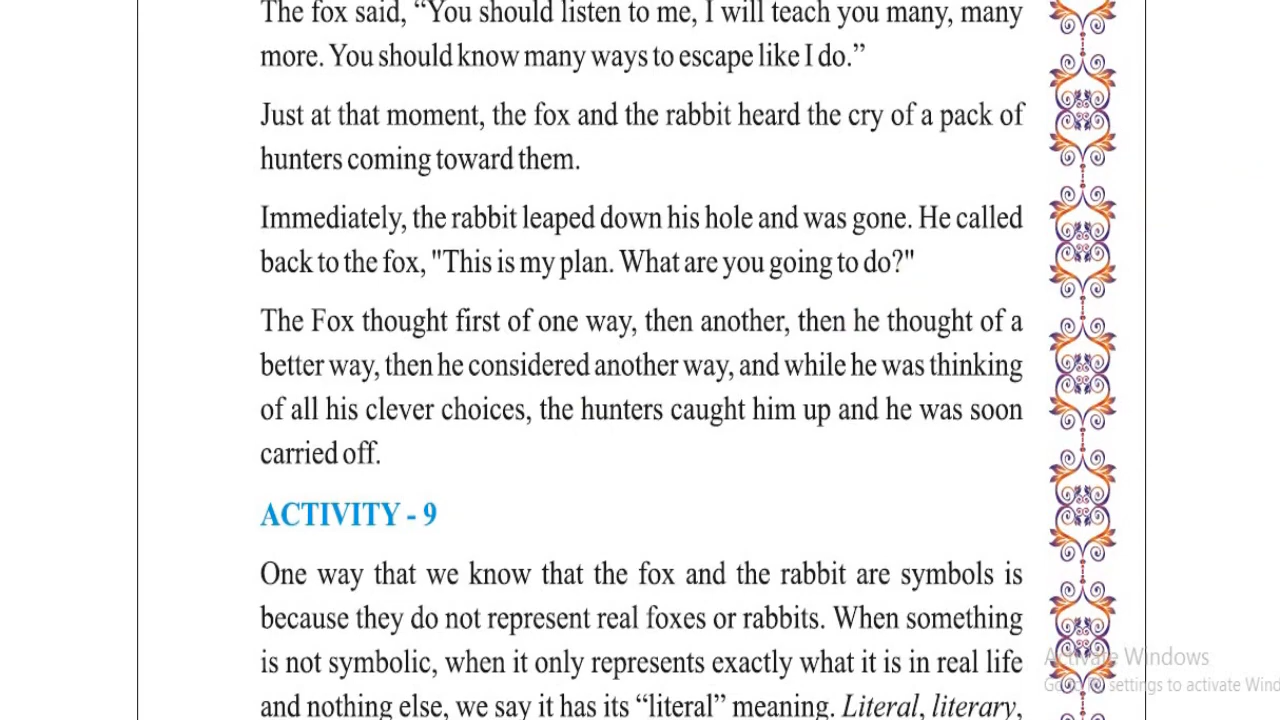 The fox said, “You should listen to me, I will teach you many, many
more. You should know many ways to escape like I do.”
Just at that moment, the fox and the rabbit heard the cry of a pack of
hunters coming toward them.
Immediately, the rabbit leaped down his hole and was gone. He called
back to the fox, "This is my plan. What are you going to do?"
The Fox thought first of one way, then another, then he thought of a
better way, then he considered another way, and while he was thinking
of all his clever choices, the hunters caught him up and he was soon
carried off.
ACTIVITY - 9
One way that we know that the fox and the rabbit are symbols is
because they do not represent real foxes or rabbits. When something
is not symbolic, when it only represents exactly what it is in real life
and nothing else, we say it has its “literal” meaning. Literal, literary,
Activate Windows
settings to activate Wind